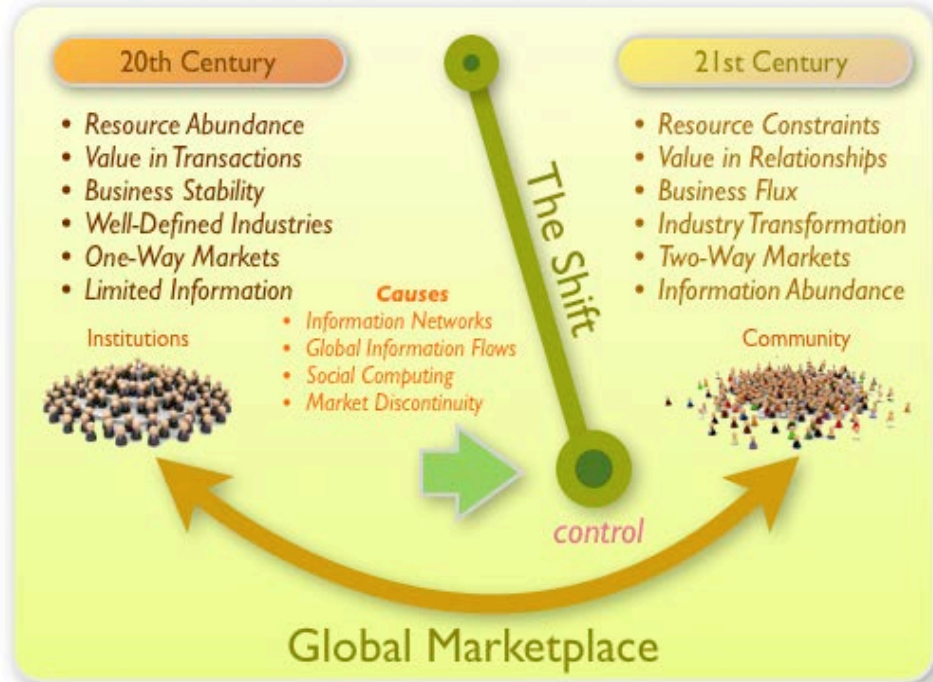 20th Century
• Resource Abundance
• Value in Transactions
• Business Stability
• Well-Defined Industries
• One-Way Markets
• Limited Information
Institutions
Causes
• Information Networks
• Global Information Flows
• Social Computing
• Market Discontinuity
The Shift
control
21st Century
• Resource Constraints
• Value in Relationships
• Business Flux
• Industry Transformation
• Two-Way Markets
• Information Abundance
Community
Global Marketplace